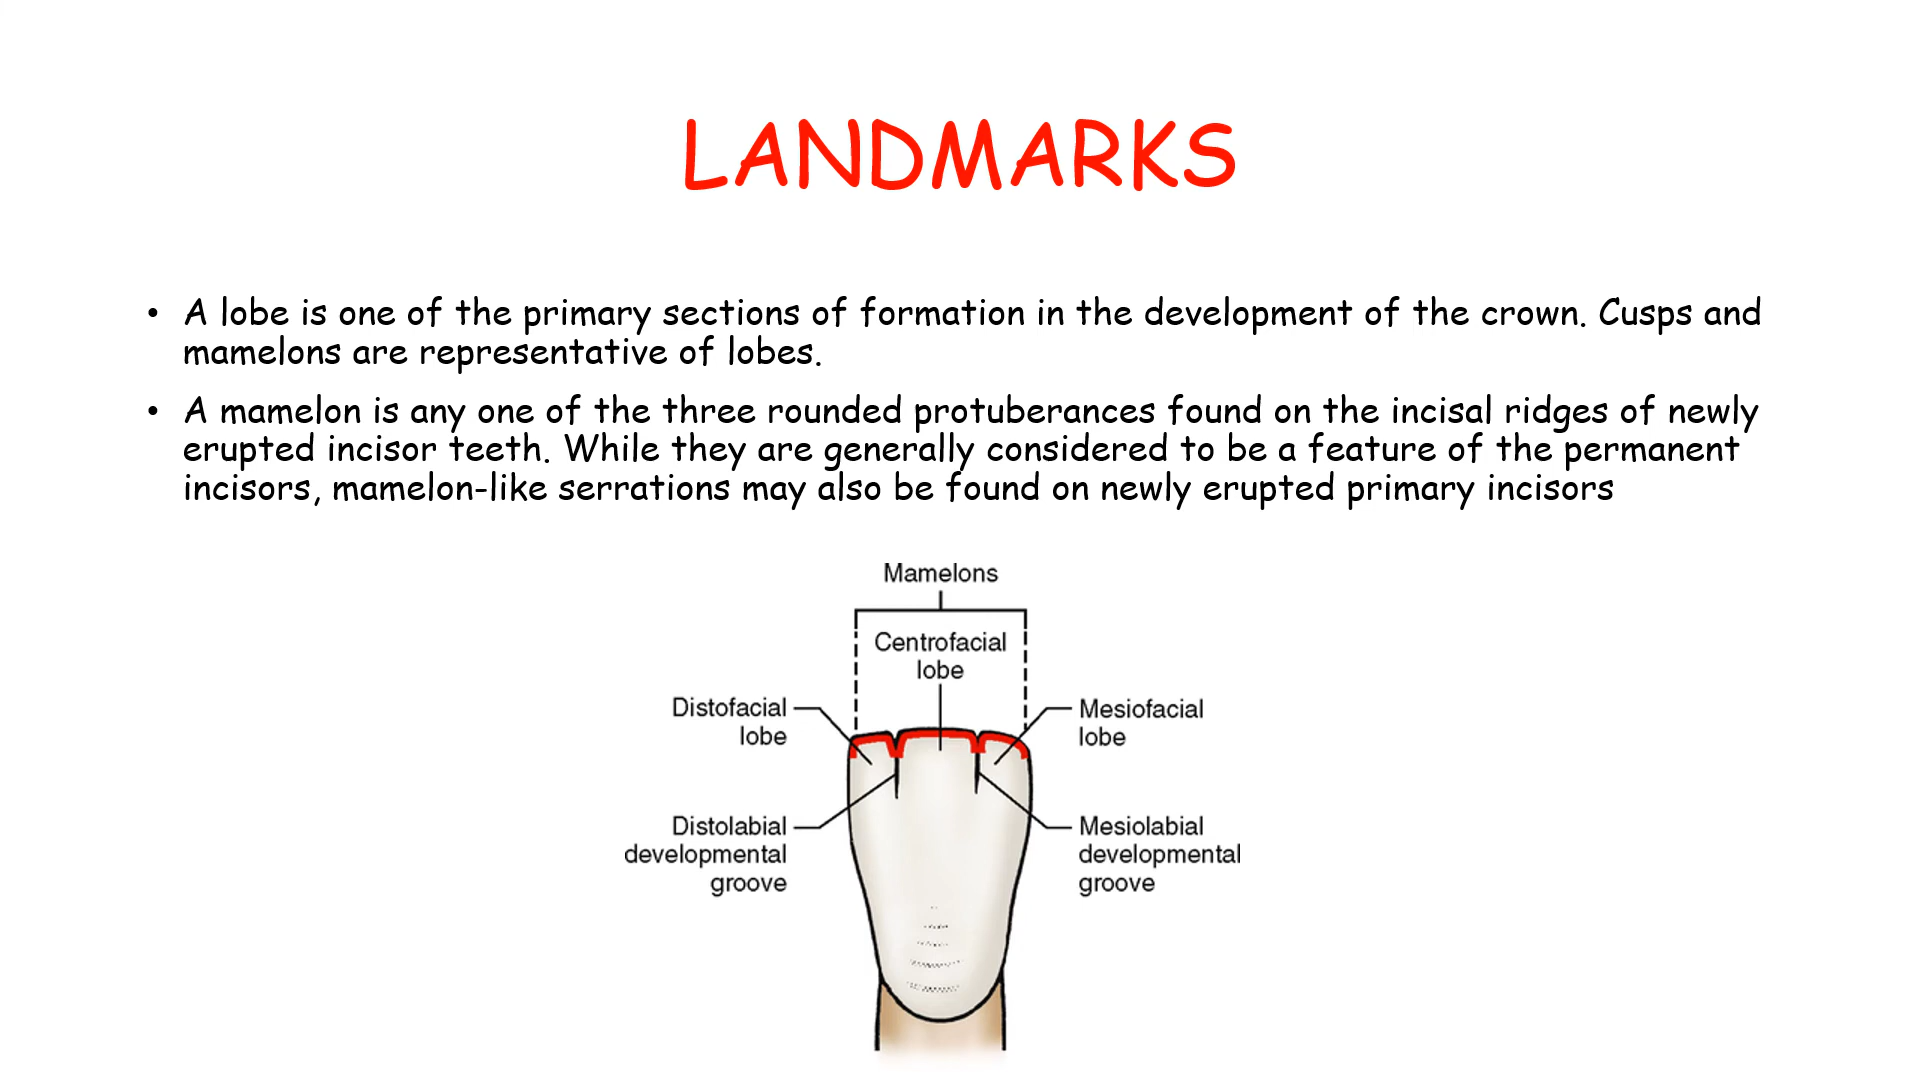 LANDMARKS
• A lobe is one of the primary sections of formation in the development of the crown. Cusps and
mamelons are representative of lobes.
• A mamelon is any one of the three rounded protuberances found on the incisal ridges of newly
erupted incisor teeth. While they are generally considered to be a feature of the permanent
incisors, mamelon-like serrations may also be found on newly erupted primary incisors
Mamelons
Centrofacial
lobe
Distofacial
lobe
Mesiofacial
lobe
Distolabial
developmental
groove
Mesiolabial
developmental
groove